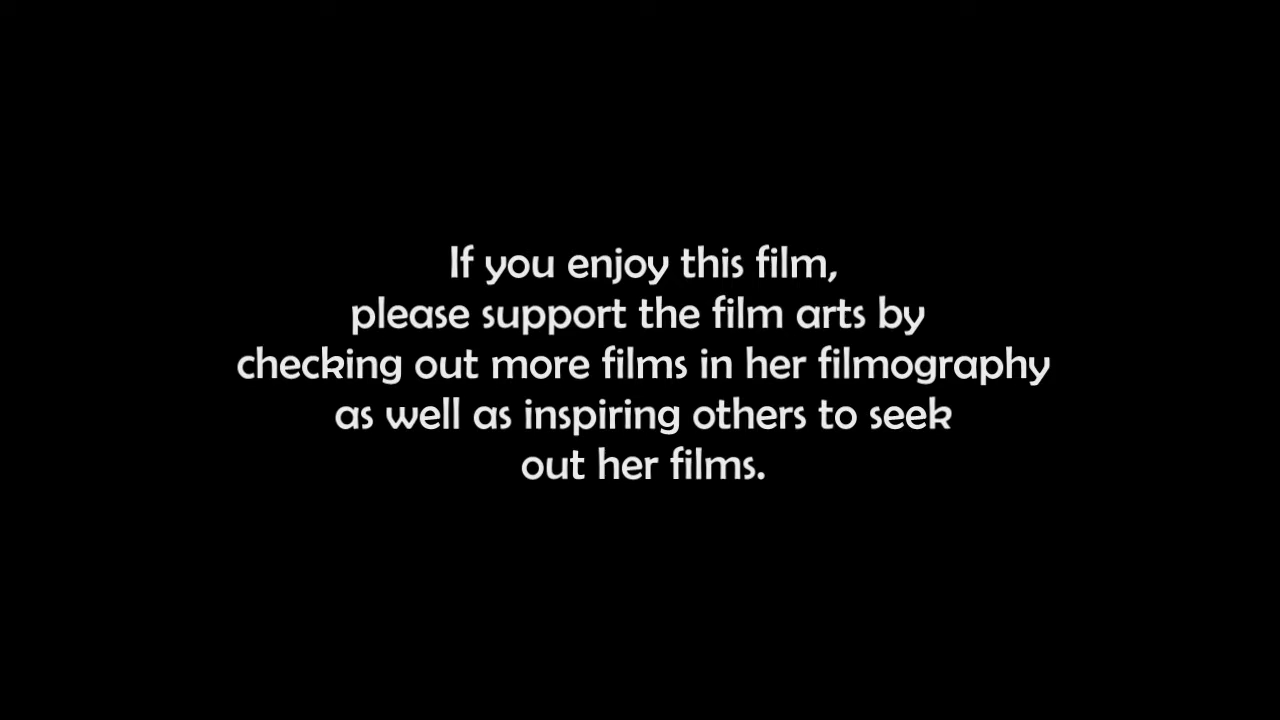 If you enjoy this film,
please support the film arts by
checking out more films in her filmography
as well as inspiring others to seek
out her films.